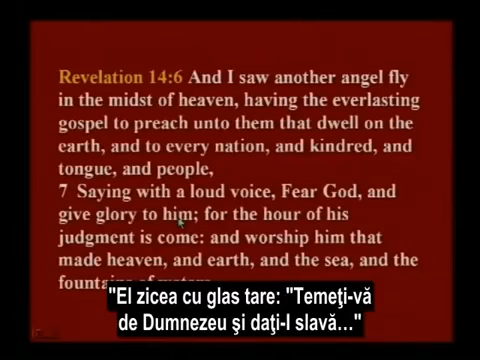 Revelation 14:6 And I saw another angel fly
in the midst of heaven, having the everlasting
gospel to preach unto them that dwell on the
earth, and to every nation, and kindred, and
tongue, and people,
7 Saying with a loud voice, Fear God, and
give glory to him; for the hour of his
judgment is come: and worship him that
made heaven, and earth, and the sea, and the
"El zicea cu glas tare: "Temeţi-vă
de Dumnezeu şi daţi-I slavă…"